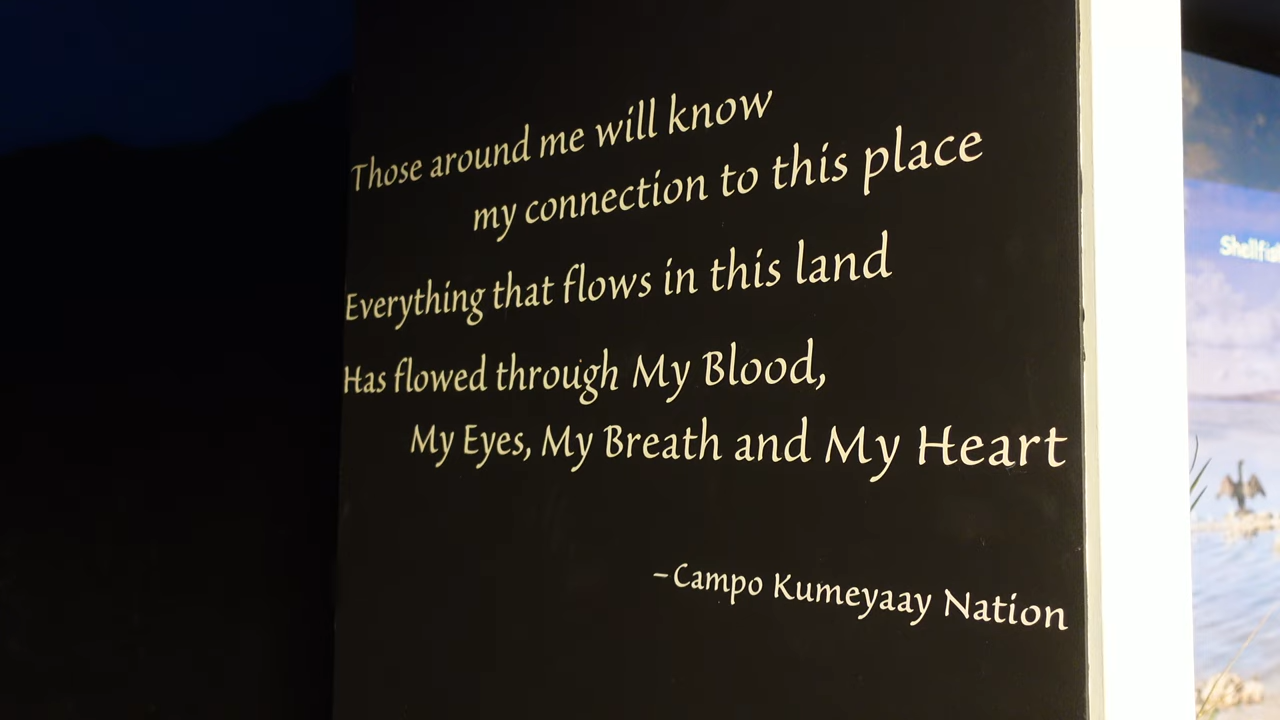 Those around me will know
my connection to this place
Everything that flows in this land
Has flowed through My Blood,
My Eyes, My Breath and My Heart
–Campo Kumeyaay Nation